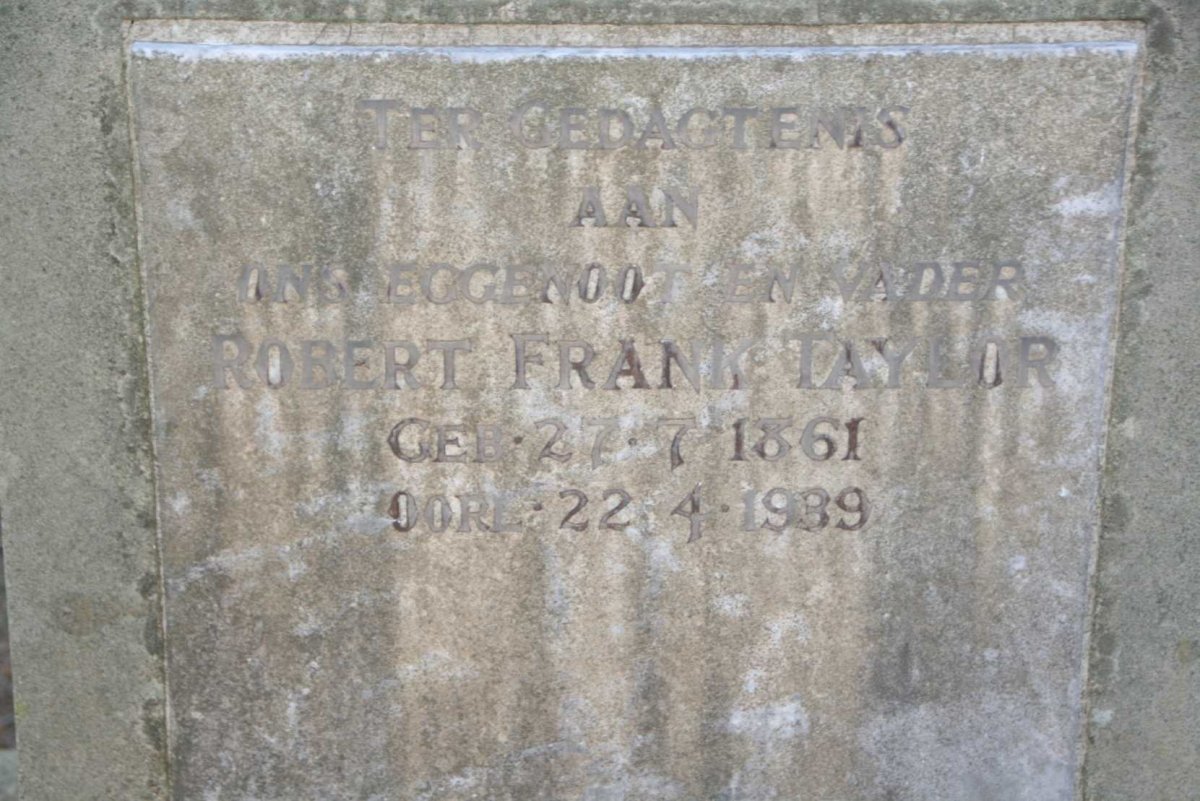 TER GEDAGTENIS
AAN
ONS EGGENOOT EN VADER
ROBERT FRANK TAYLOR
GEB·27·7·1861
OORL·22·4·1939